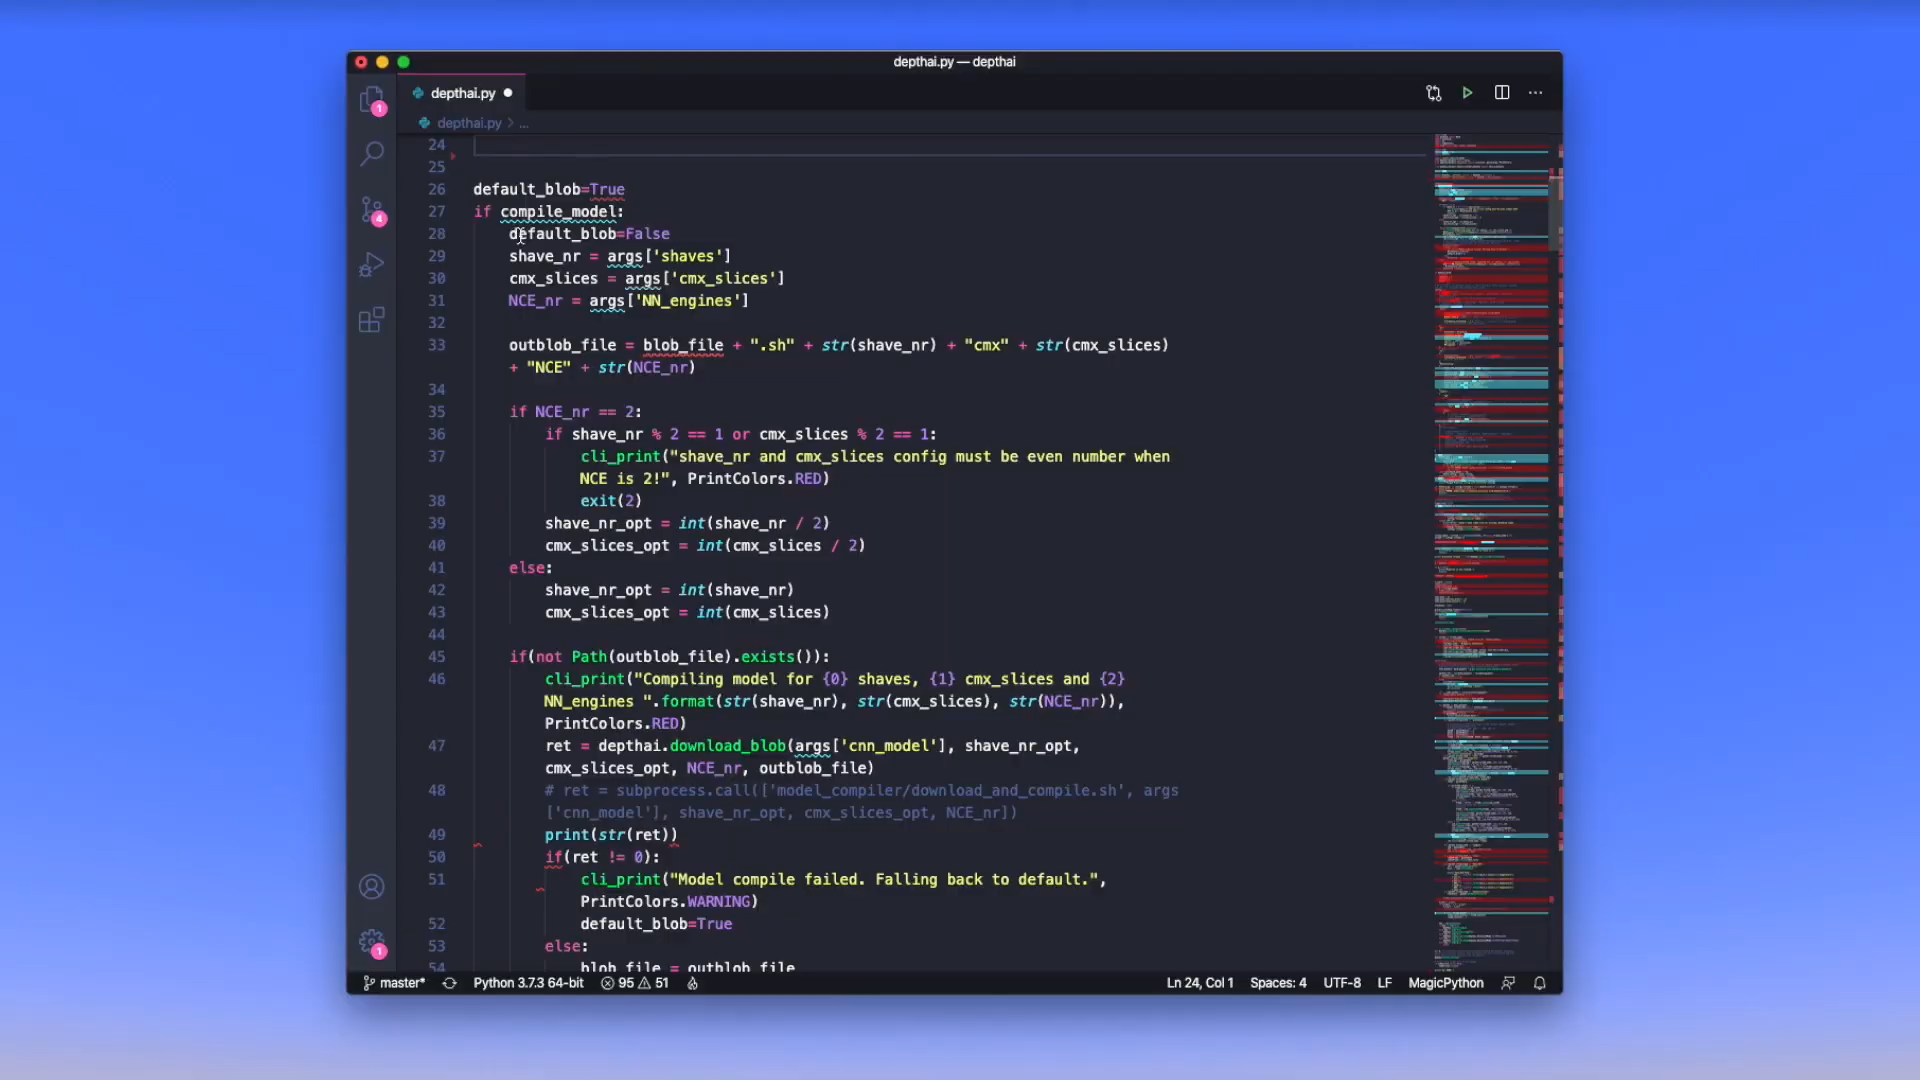 depthai.py — depthai
depthai.py
depthai.py > ...
24
25
26 default_blob=True
27 if compile_model:
28 default_blob=False
29 shave_nr = args['shaves']
30 cmx_slices = args['cmx_slices']
31 NCE_nr = args['NN_engines']
32
33 outblob_file = blob_file + ".sh" + str(shave_nr) + "cmx" + str(cmx_slices)
+ "NCE" + str(NCE_nr)
34
35 if NCE_nr == 2:
36 if shave_nr % 2 == 1 or cmx_slices % 2 == 1:
37 cli_print("shave_nr and cmx_slices config must be even number when
NCE is 2!", PrintColors.RED)
38 exit(2)
39 shave_nr_opt = int(shave_nr / 2)
40 cmx_slices_opt = int(cmx_slices / 2)
41 else:
42 shave_nr_opt = int(shave_nr)
43 cmx_slices_opt = int(cmx_slices)
44
45 if(not Path(outblob_file).exists()):
46 cli_print("Compiling model for {0} shaves, {1} cmx_slices and {2}
NN_engines ".format(str(shave_nr), str(cmx_slices), str(NCE_nr)),
PrintColors.RED)
47 ret = depthai.download_blob(args['cnn_model'], shave_nr_opt,
cmx_slices_opt, NCE_nr, outblob_file)
48 # ret = subprocess.call(['model_compiler/download_and_compile.sh', args
['cnn_model'], shave_nr_opt, cmx_slices_opt, NCE_nr])
49 print(str(ret))
50 if(ret != 0):
51 cli_print("Model compile failed. Falling back to default.",
PrintColors.WARNING)
52 default_blob=True
53 else:
54 blob_file = outblob_file
1
4
1
master* Python 3.7.3 64-bit 95 51 Ln 24, Col 1 Spaces: 4 UTF-8 LF MagicPython